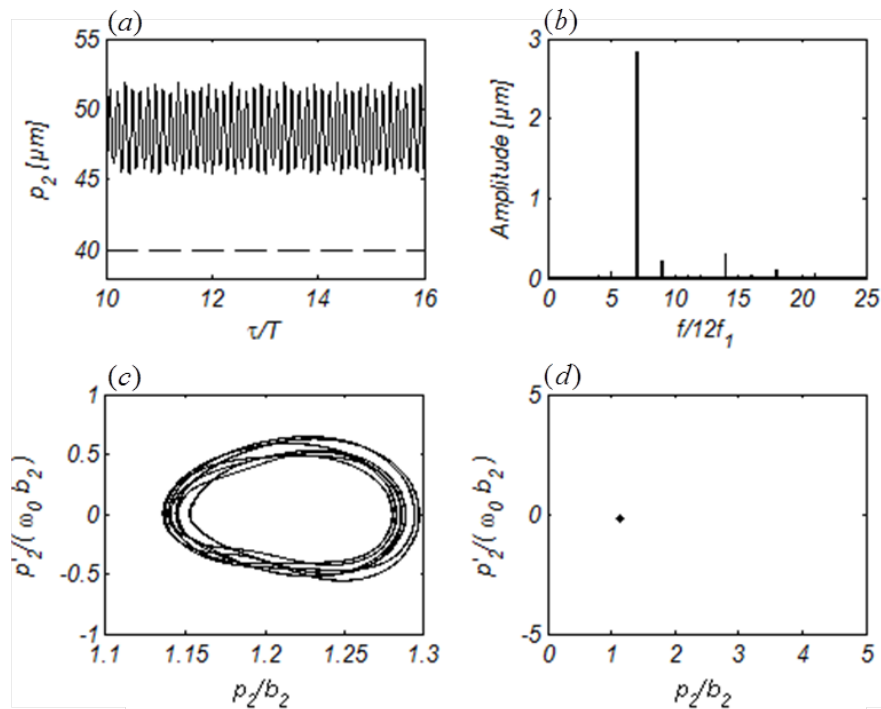 (a)
55
50
45
40
p2 [μm]
10 12 14 16
τ/T
(b)
3
2
1
0
Amplitude [μm]
0 5 10 15 20 25
f/12f1
(c)
1
0.5
0
-0.5
-1
p'2/( ω0 b2 )
1.1 1.15 1.2 1.25 1.3
p2/b2
(d)
5
0
-5
p'2/( ω0 b2 )
0 1 2 3 4 5
p2/b2